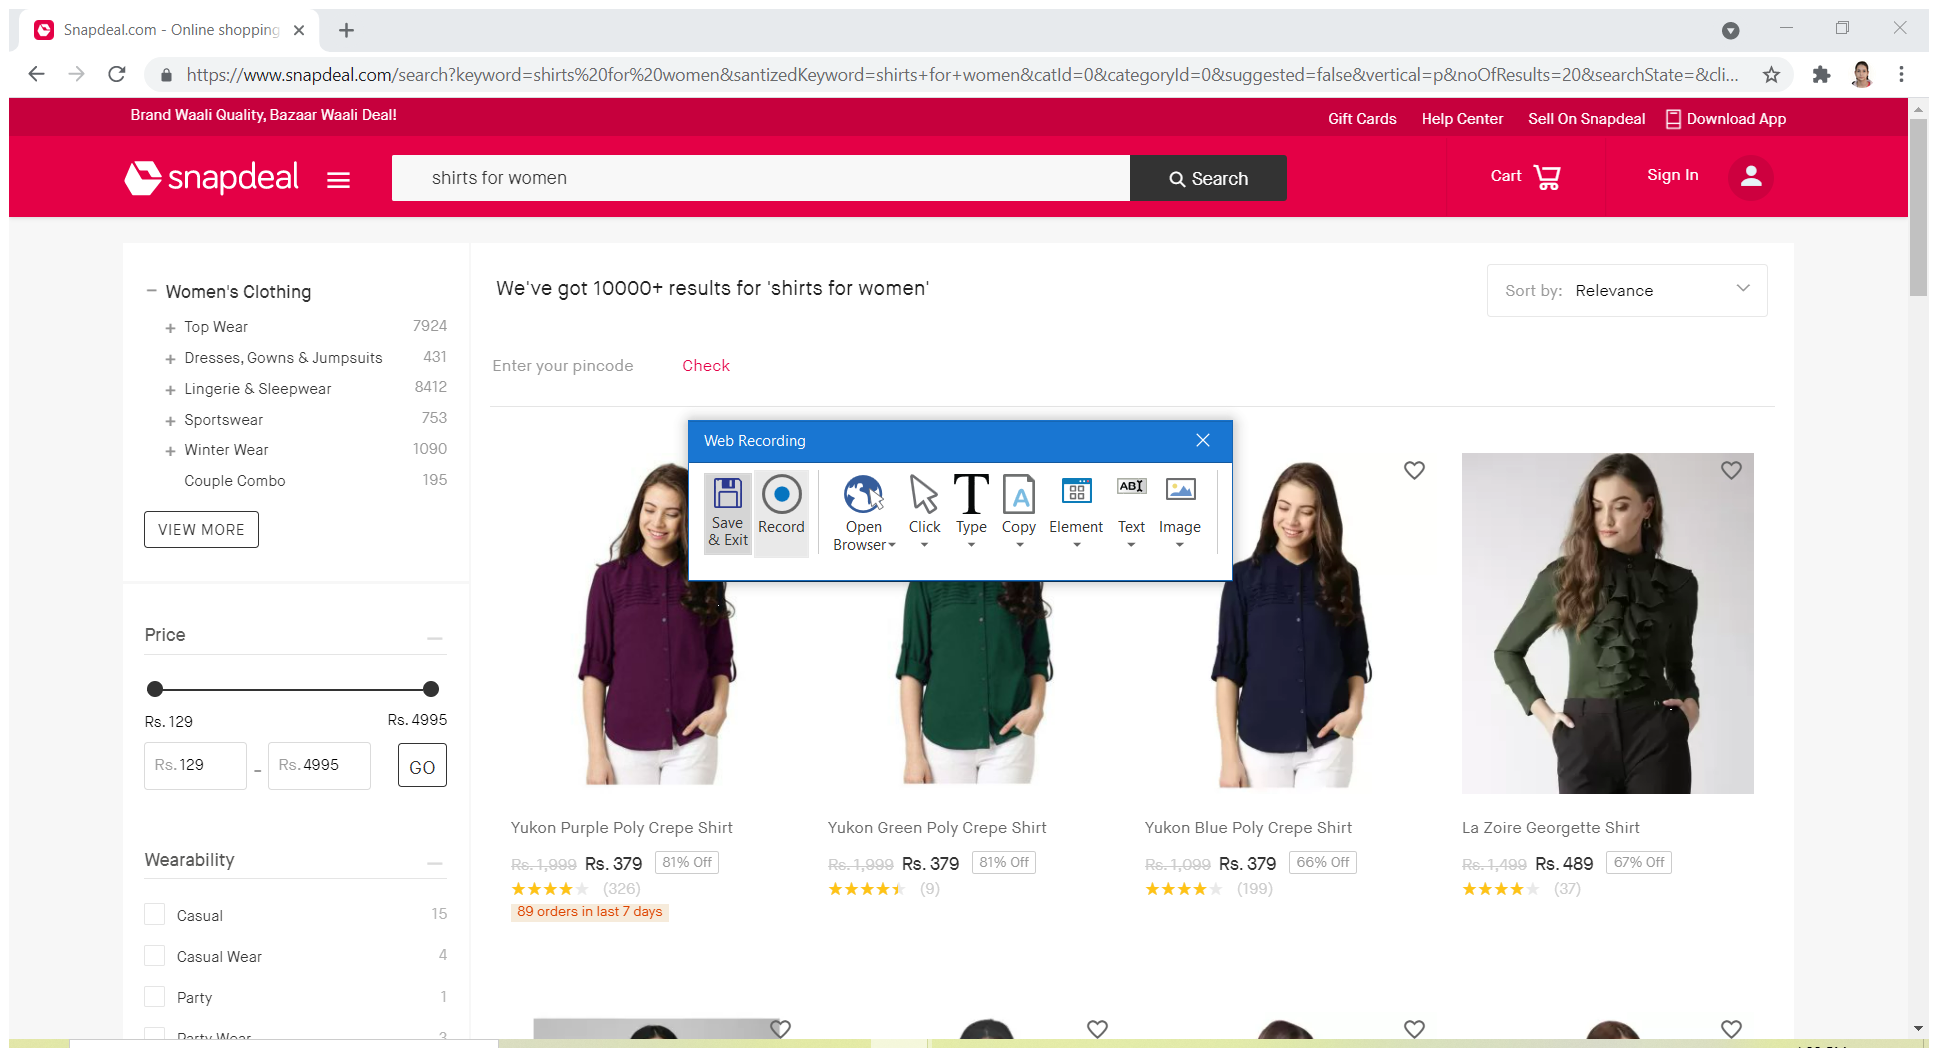 Snapdeal.com - Online shopping
https://www.snapdeal.com/search?keyword=shirts%20for%20women&santizedKeyword=shirts+for+women&catId=0&categoryId=0&suggested=false&vertical=p&noOfResults=20&searchState=&cli...
Brand Waali Quality, Bazaar Waali Deal!
Gift Cards Help Center Sell On Snapdeal Download App
snapdeal
shirts for women
Search
Cart
Sign In
Women's Clothing
Top Wear 7924
Dresses, Gowns & Jumpsuits 431
Lingerie & Sleepwear 8412
Sportswear 753
Winter Wear 1090
Couple Combo 195
VIEW MORE
Price
Rs. 129 Rs. 4995
Rs. 129 - Rs. 4995 GO
Wearability
Casual 15
Casual Wear 4
Party 1
Party Wear 3
We've got 10000+ results for 'shirts for women'
Sort by: Relevance
Enter your pincode Check
Web Recording
Save & Exit
Record
Open Browser
Click
Type
Copy
Element
Text
Image
Yukon Purple Poly Crepe Shirt
Rs. 1,999 Rs. 379 81% Off
(326)
89 orders in last 7 days
Yukon Green Poly Crepe Shirt
Rs. 1,999 Rs. 379 81% Off
(9)
Yukon Blue Poly Crepe Shirt
Rs. 1,099 Rs. 379 66% Off
(199)
La Zoire Georgette Shirt
Rs. 1,499 Rs. 489 67% Off
(37)